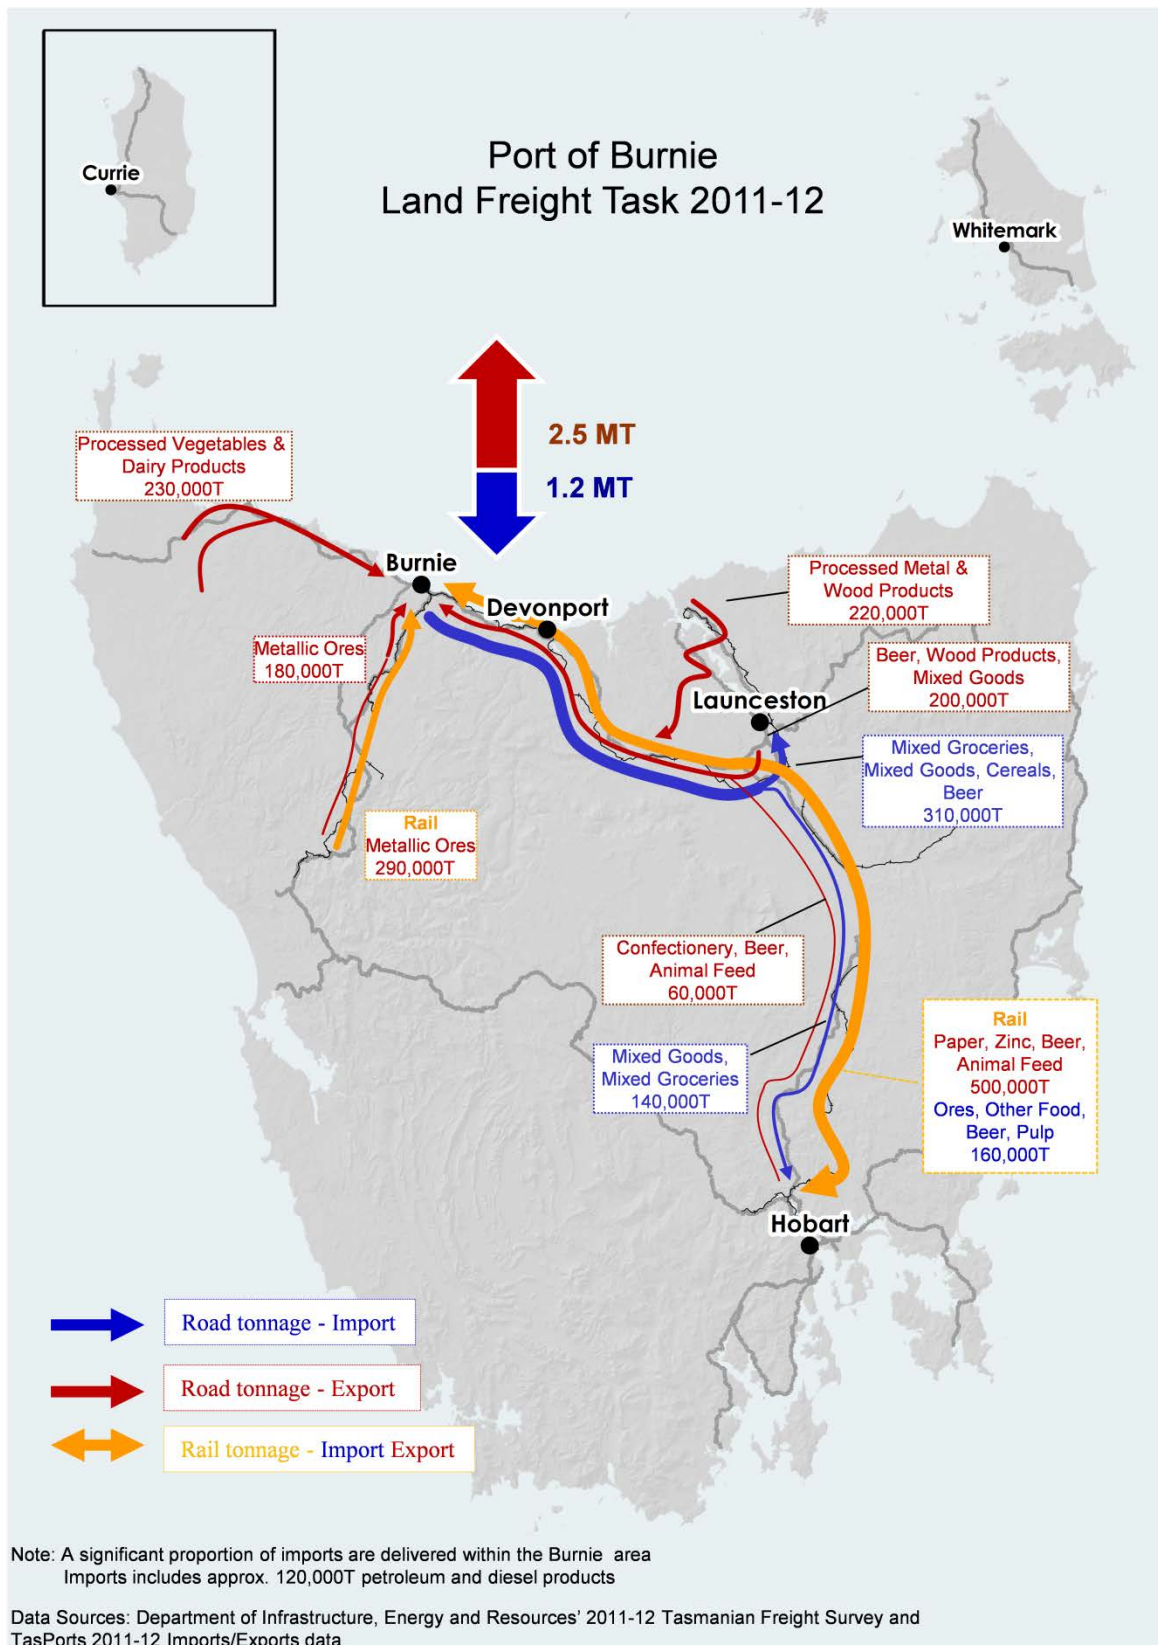 Port of Burnie
Land Freight Task 2011-12
Currie
Whitemark
2.5 MT
1.2 MT
Processed Vegetables &
Dairy Products
230,000T
Burnie
Devonport
Processed Metal &
Wood Products
220,000T
Metallic Ores
180,000T
Beer, Wood Products,
Mixed Goods
200,000T
Launceston
Mixed Groceries,
Mixed Goods, Cereals,
Beer
310,000T
Rail
Metallic Ores
290,000T
Confectionery, Beer,
Animal Feed
60,000T
Rail
Paper, Zinc, Beer,
Animal Feed
500,000T
Ores, Other Food,
Beer, Pulp
160,000T
Mixed Goods,
Mixed Groceries
140,000T
Hobart
Road tonnage - Import
Road tonnage - Export
Rail tonnage - Import Export
Note: A significant proportion of imports are delivered within the Burnie area
Imports includes approx. 120,000T petroleum and diesel products
Data Sources: Department of Infrastructure, Energy and Resources' 2011-12 Tasmanian Freight Survey and
TasPorts 2011-12 Imports/Exports data